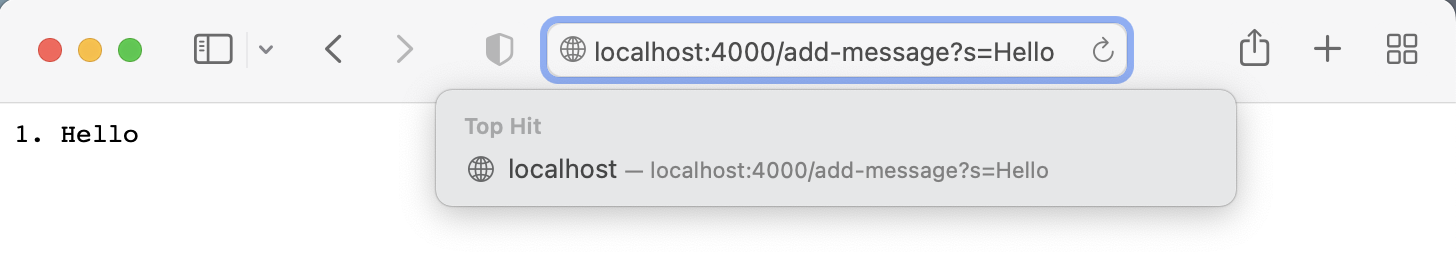 localhost:4000/add-message?s=Hello
Top Hit
localhost — localhost:4000/add-message?s=Hello
1. Hello